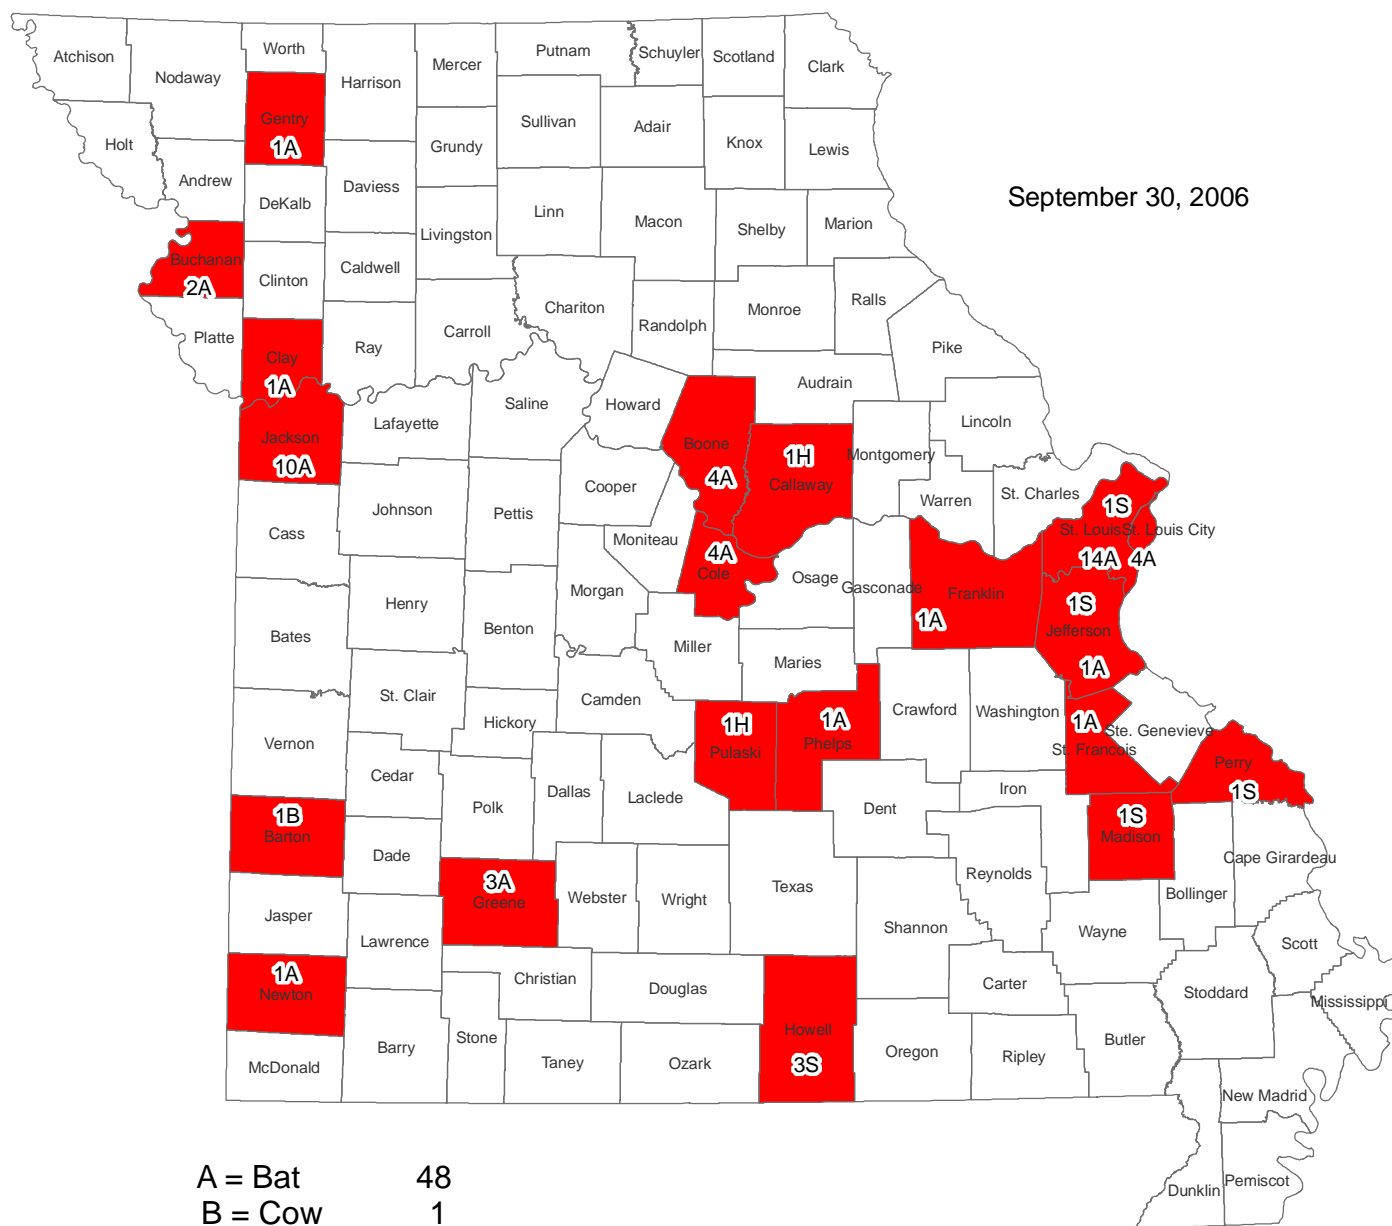 Atchison
Nodaway
Worth
Harrison
Mercer
Putnam
Schuyler
Scotland
Clark
Gentry
1A
Holt
Sullivan
Adair
Knox
Lewis
Grundy
Andrew
DeKalb
Daviess
Livingston
Linn
Macon
Shelby
Marion
September 30, 2006
Buchanan
2A
Clinton
Caldwell
Chariton
Randolph
Monroe
Ralls
Pike
Platte
Clay
1A
Ray
Carroll
Audrain
Jackson
10A
Lafayette
Saline
Howard
Boone
4A
1H
Callaway
Montgomery
Lincoln
Warren
St. Charles
1S
St. Louis
14A
St. Louis City
4A
Cass
Johnson
Pettis
Cooper
Moniteau
4A
Cole
Osage
Gasconade
Franklin
1A
1S
Jefferson
1A
Bates
Henry
Benton
Morgan
Miller
Maries
Vernon
St. Clair
Hickory
Camden
1H
Pulaski
1A
Phelps
Crawford
Washington
1A
St. Francois
Ste. Genevieve
Perry
1S
Cedar
Polk
Dallas
Laclede
Dent
Iron
1S
Madison
1B
Barton
Dade
Cape Girardeau
Bollinger
Jasper
3A
Greene
Webster
Wright
Texas
Reynolds
Shannon
Wayne
Scott
Lawrence
1A
Newton
Christian
Douglas
Carter
Stoddard
Mississippi
McDonald
Barry
Stone
Taney
Ozark
Howell
3S
Oregon
Ripley
Butler
New Madrid
Dunklin
Pemiscot
A = Bat 48
B = Cow 1